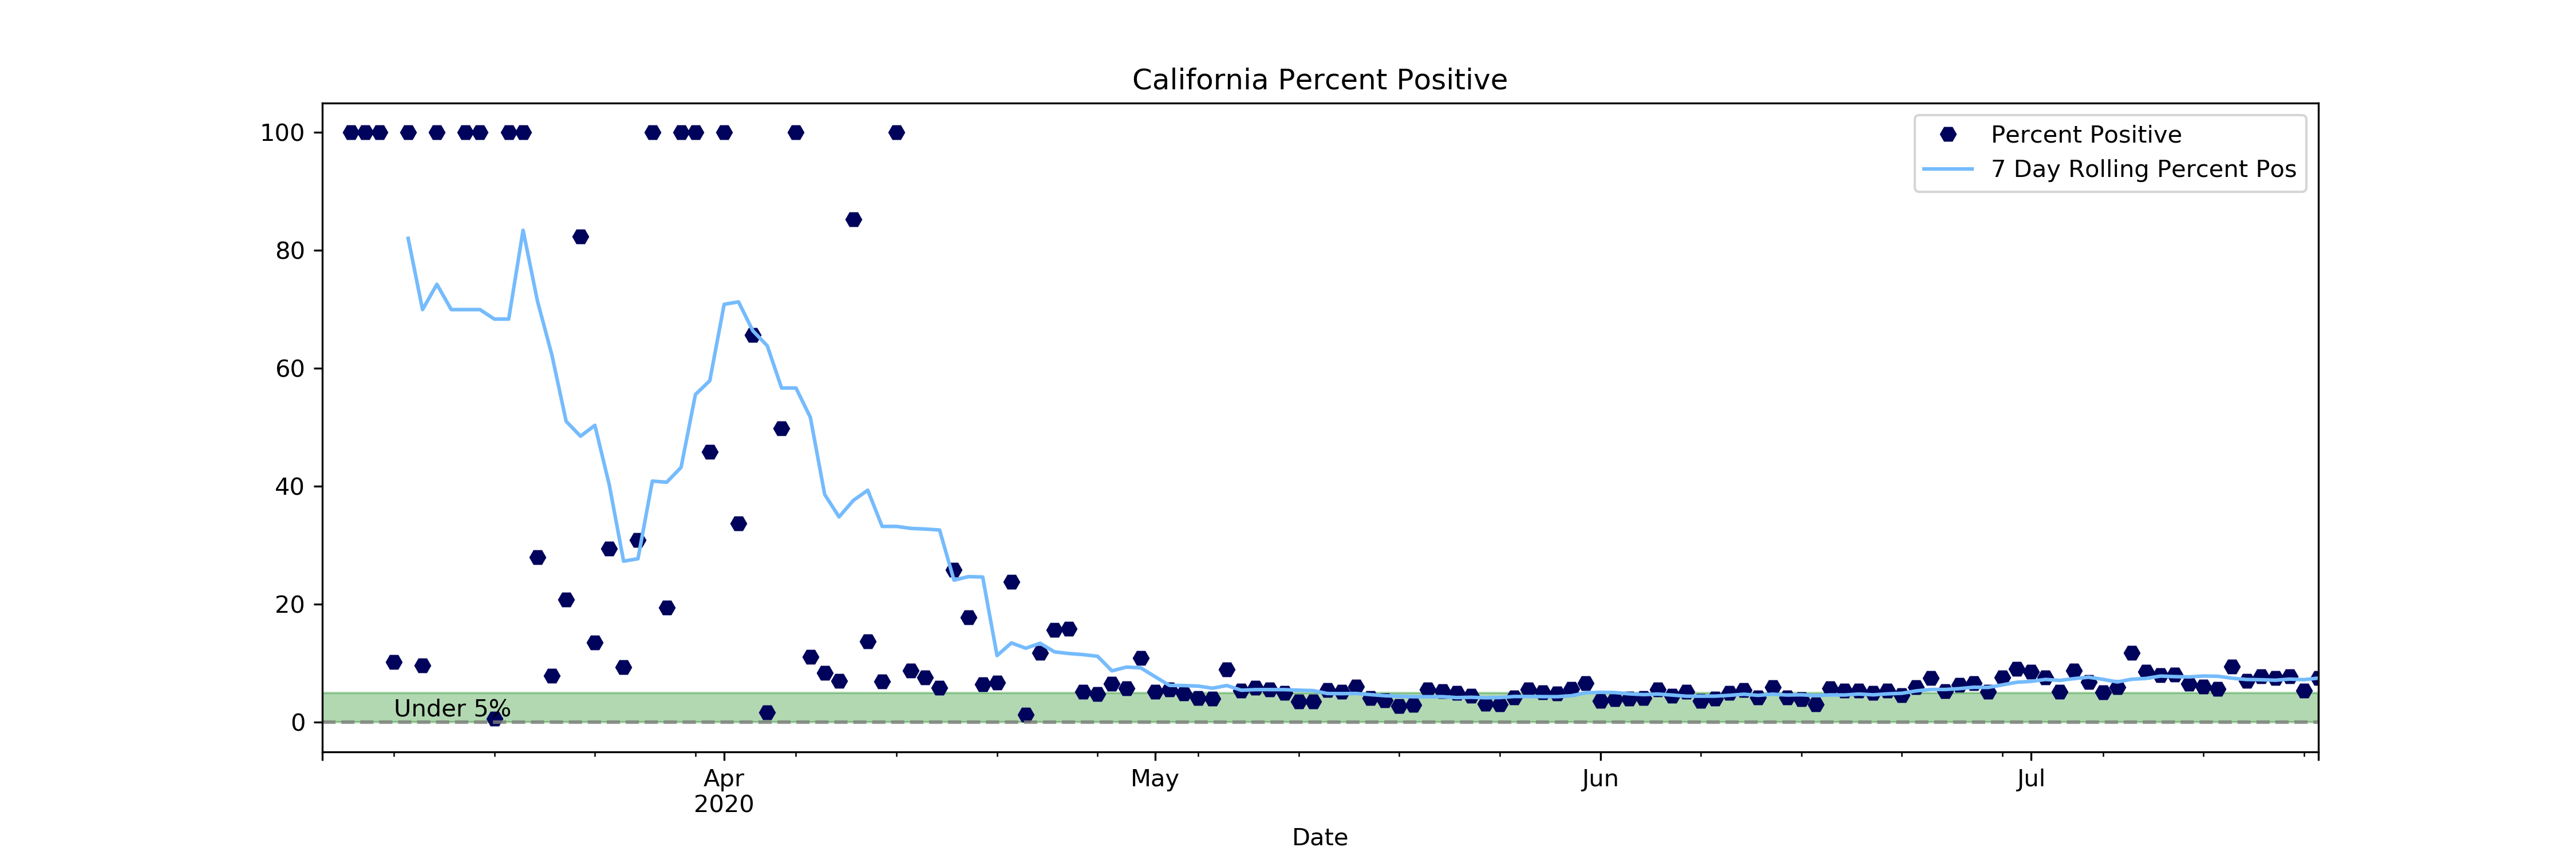 California Percent Positive
100
80
60
40
20
0
Percent Positive
7 Day Rolling Percent Pos
Under 5%
Apr
2020
May
Jun
Jul
Date